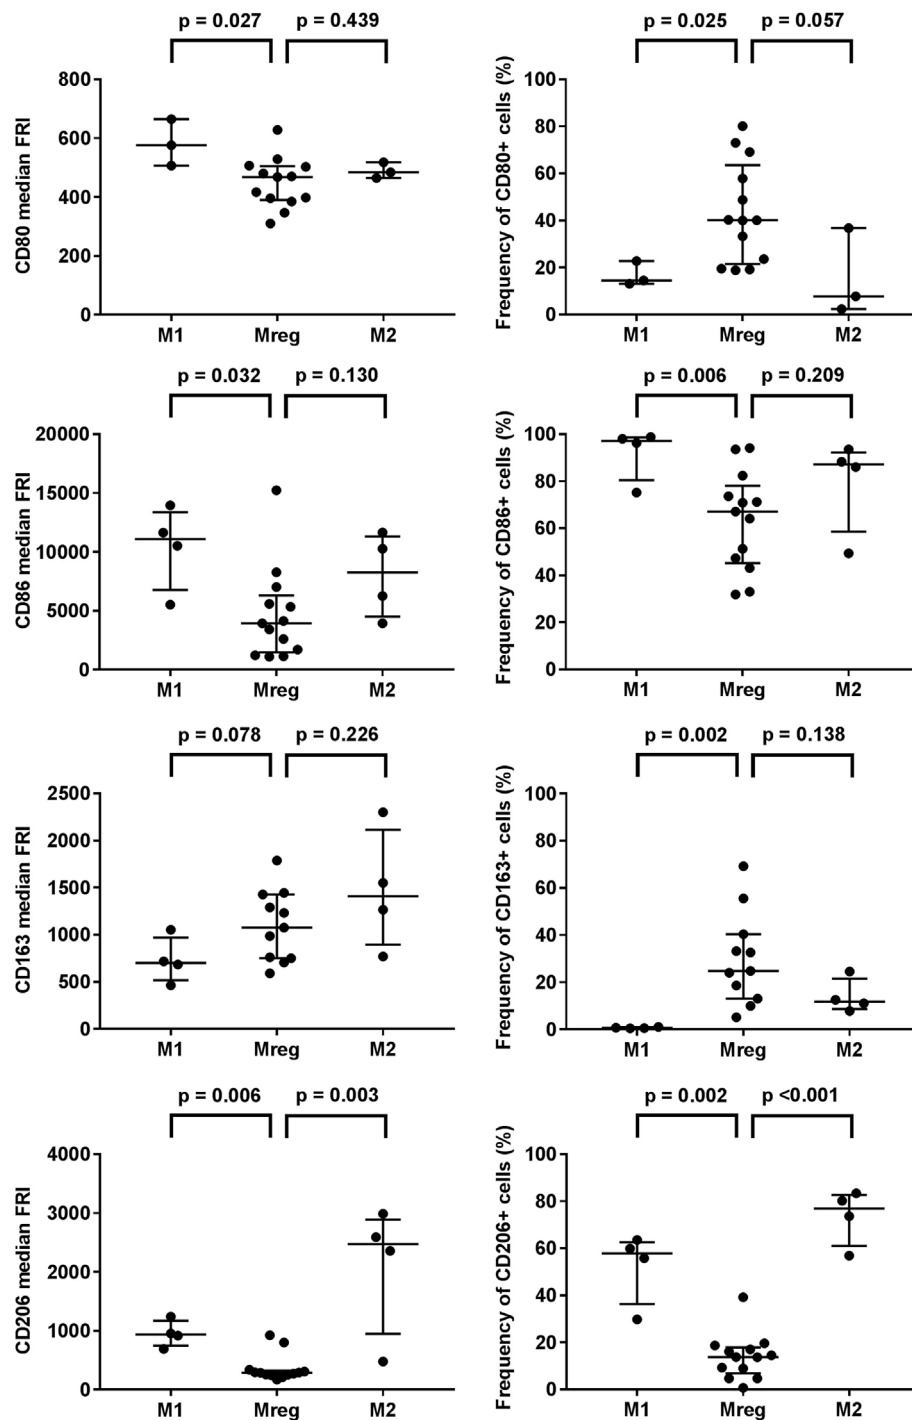 p = 0.027 p = 0.439
CD80 median FRI
800
600
400
200
0
M1 Mreg M2
p = 0.025 p = 0.057
Frequency of CD80+ cells (%)
100
80
60
40
20
0
M1 Mreg M2
p = 0.032 p = 0.130
CD86 median FRI
20000
15000
10000
5000
0
M1 Mreg M2
p = 0.006 p = 0.209
Frequency of CD86+ cells (%)
100
80
60
40
20
0
M1 Mreg M2
p = 0.078 p = 0.226
CD163 median FRI
2500
2000
1500
1000
500
0
M1 Mreg M2
p = 0.002 p = 0.138
Frequency of CD163+ cells (%)
100
80
60
40
20
0
M1 Mreg M2
p = 0.006 p = 0.003
CD206 median FRI
4000
3000
2000
1000
0
M1 Mreg M2
p = 0.002 p <0.001
Frequency of CD206+ cells (%)
100
80
60
40
20
0
M1 Mreg M2